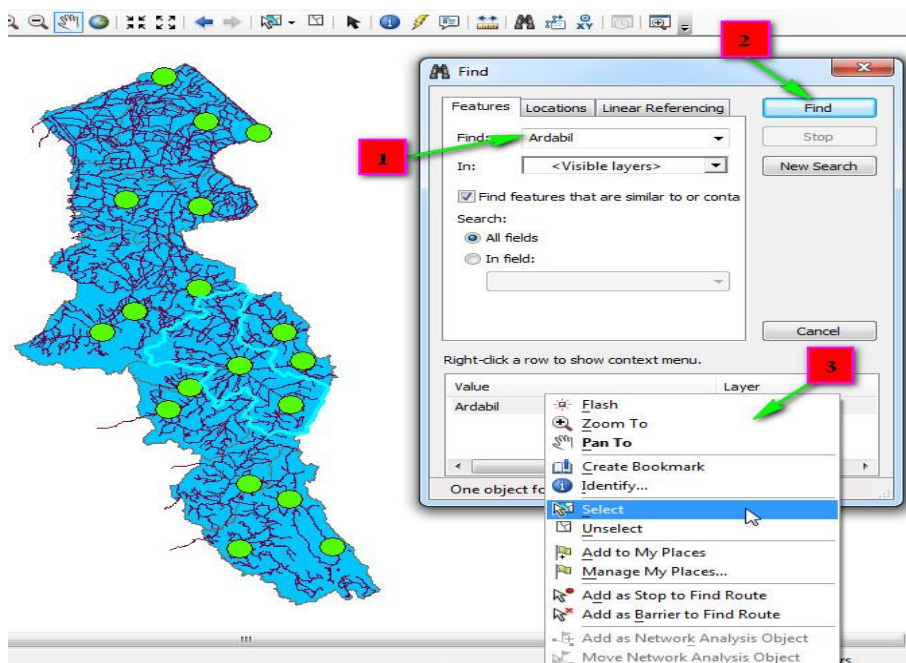 2
Find
Features Locations Linear Referencing
Find
Find: Ardabil
Stop
1
In: <Visible layers>
New Search
Find features that are similar to or conta
Search:
All fields
In field:
Cancel
Right-click a row to show context menu.
3
Value Layer
Ardabil
Flash
Zoom To
Pan To
Create Bookmark
One object fo
Identify...
Select
Unselect
Add to My Places
Manage My Places...
Add as Stop to Find Route
Add as Barrier to Find Route
Add as Network Analysis Object
Move Network Analysis Object